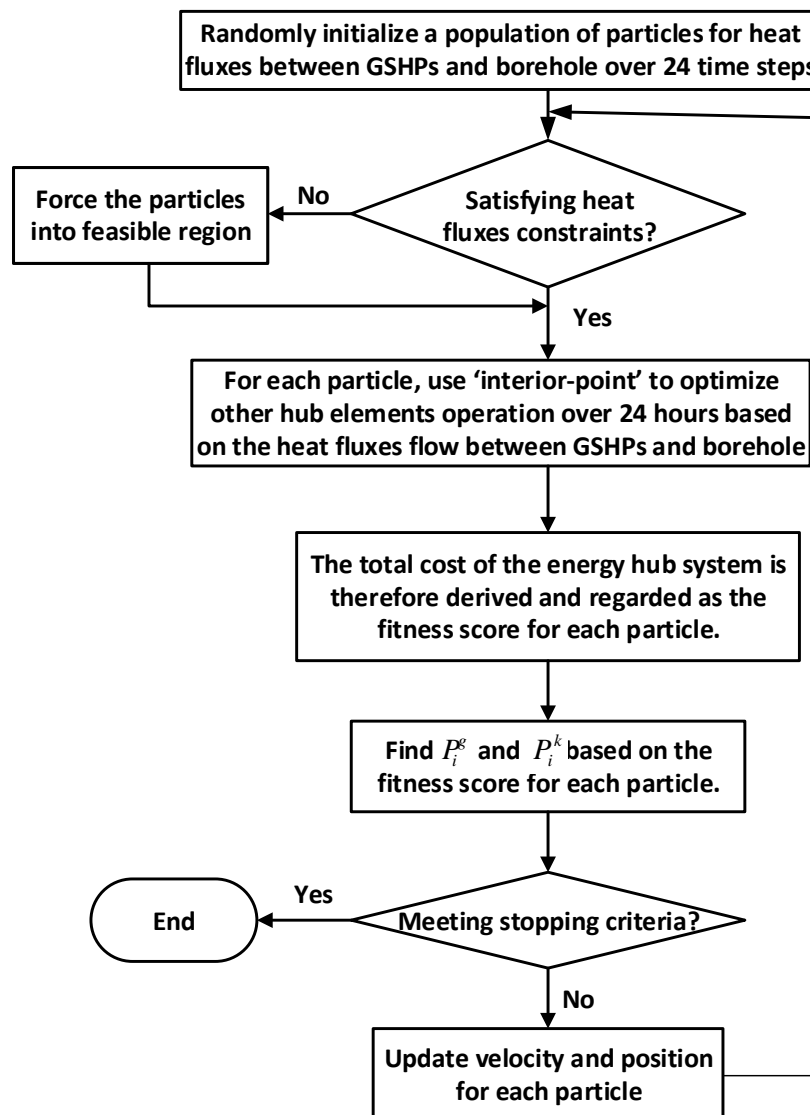 Randomly initialize a population of particles for heat
fluxes between GSHPs and borehole over 24 time steps
Satisfying heat
fluxes constraints?
No
Force the particles
into feasible region
Yes
For each particle, use ‘interior-point’ to optimize
other hub elements operation over 24 hours based
on the heat fluxes flow between GSHPs and borehole
The total cost of the energy hub system is
therefore derived and regarded as the
fitness score for each particle.
Find P_i^g and P_i^k based on the
fitness score for each particle.
Meeting stopping criteria?
Yes
End
No
Update velocity and position
for each particle